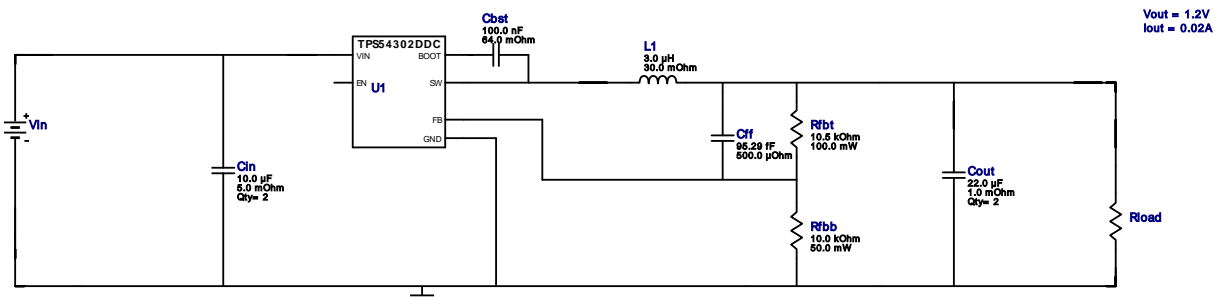 Vout = 1.2V
Iout = 0.02A
Cbst
100.0 nF
64.0 mOhm
TPS54302DDC
VIN
BOOT
EN
U1
SW
FB
GND
L1
3.0 µH
30.0 mOhm
+
Vin
-
Cin
10.0 µF
5.0 mOhm
Qty= 2
Cff
95.29 fF
500.0 µOhm
Rfbt
10.5 kOhm
100.0 mW
Rfbb
10.0 kOhm
50.0 mW
Cout
22.0 µF
1.0 mOhm
Qty= 2
Rload